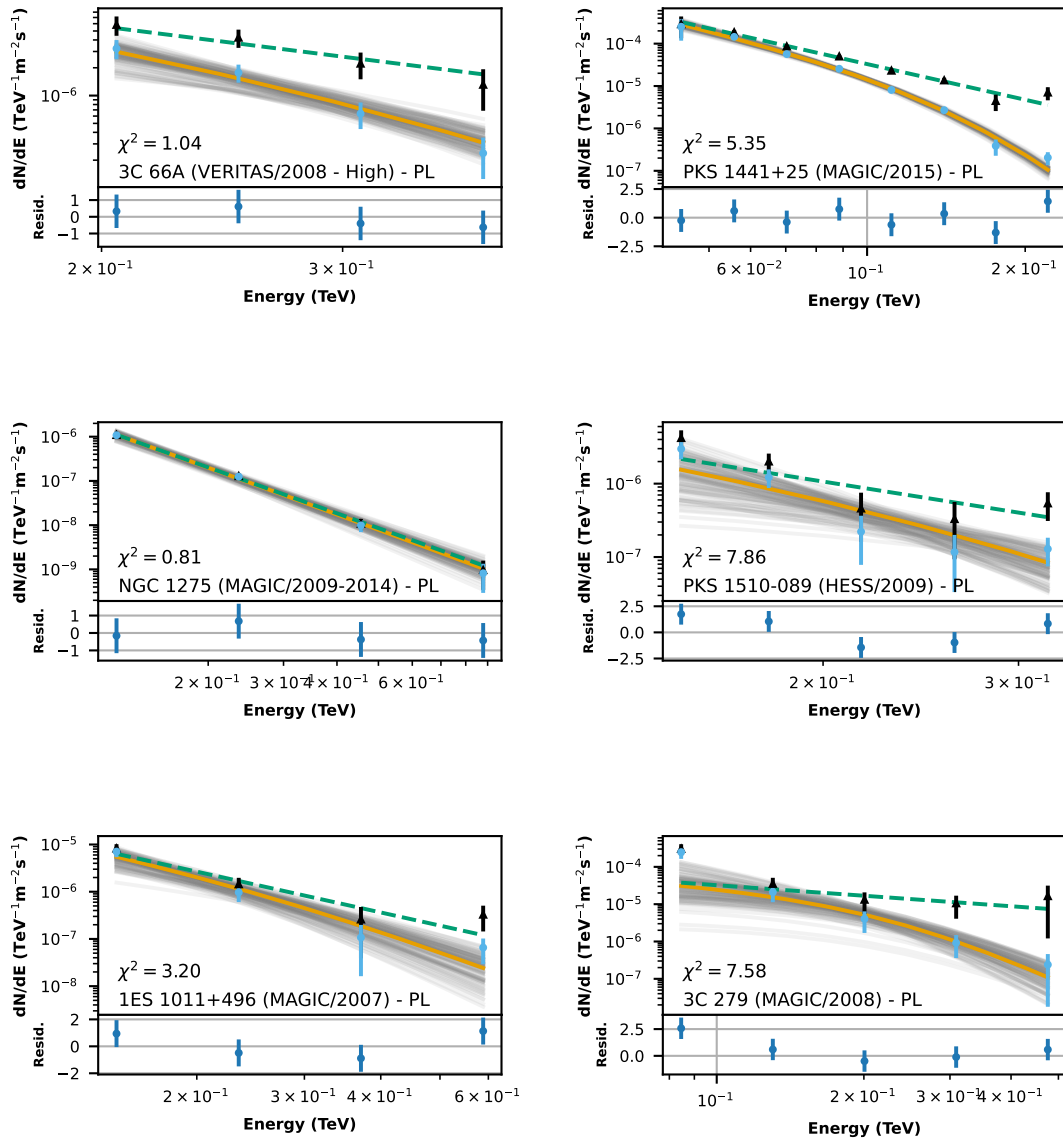 dN/dE (TeV⁻¹m⁻²s⁻¹)
10⁻⁶
χ² = 1.04
3C 66A (VERITAS/2008 - High) - PL
Resid.
1
0
−1
2 × 10⁻¹ 3 × 10⁻¹
Energy (TeV)
dN/dE (TeV⁻¹m⁻²s⁻¹)
10⁻⁴
10⁻⁵
10⁻⁶
10⁻⁷
χ² = 5.35
PKS 1441+25 (MAGIC/2015) - PL
Resid.
2.5
0.0
−2.5
6 × 10⁻² 10⁻¹ 2 × 10⁻¹
Energy (TeV)
dN/dE (TeV⁻¹m⁻²s⁻¹)
10⁻⁶
10⁻⁷
10⁻⁸
10⁻⁹
χ² = 0.81
NGC 1275 (MAGIC/2009-2014) - PL
Resid.
1
0
−1
2 × 10⁻¹ 3 × 10⁻¹ 4 × 10⁻¹ 6 × 10⁻¹
Energy (TeV)
dN/dE (TeV⁻¹m⁻²s⁻¹)
10⁻⁶
10⁻⁷
χ² = 7.86
PKS 1510-089 (HESS/2009) - PL
Resid.
2.5
0.0
−2.5
2 × 10⁻¹ 3 × 10⁻¹
Energy (TeV)
dN/dE (TeV⁻¹m⁻²s⁻¹)
10⁻⁵
10⁻⁶
10⁻⁷
10⁻⁸
χ² = 3.20
1ES 1011+496 (MAGIC/2007) - PL
Resid.
2
0
−2
2 × 10⁻¹ 3 × 10⁻¹ 4 × 10⁻¹ 6 × 10⁻¹
Energy (TeV)
dN/dE (TeV⁻¹m⁻²s⁻¹)
10⁻⁴
10⁻⁵
10⁻⁶
10⁻⁷
χ² = 7.58
3C 279 (MAGIC/2008) - PL
Resid.
2.5
0.0
10⁻¹ 2 × 10⁻¹ 3 × 10⁻¹ 4 × 10⁻¹
Energy (TeV)